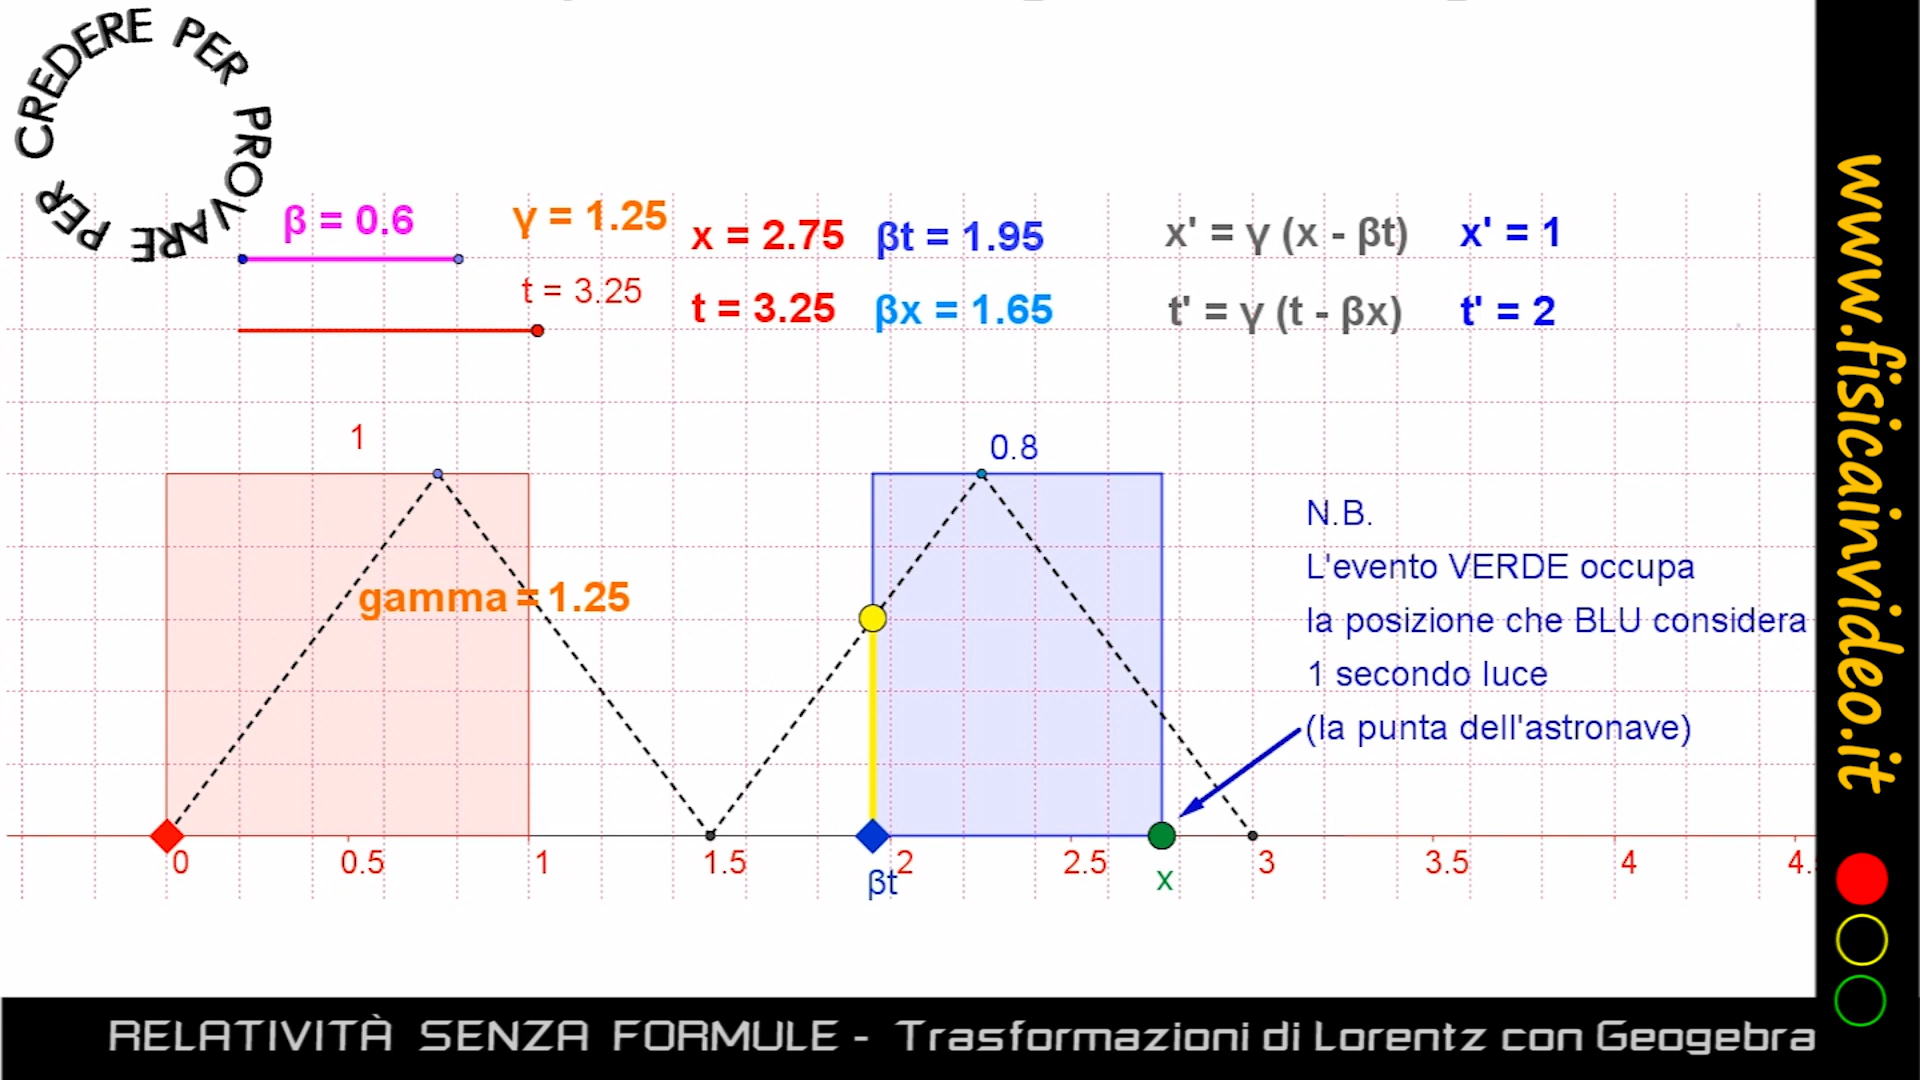 CREDERE PER PROVARE PER
β = 0.6
γ = 1.25
x = 2.75
βt = 1.95
x' = γ (x - βt)
x' = 1
t = 3.25
t = 3.25
βx = 1.65
t' = γ (t - βx)
t' = 2
1
0.8
N.B.
L'evento VERDE occupa
la posizione che BLU considera
1 secondo luce
(la punta dell'astronave)
gamma = 1.25
0 0.5 1 1.5 2 2.5 3 3.5 4 4.
βt
x
www.fisicainvideo.it
RELATIVITÀ SENZA FORMULE - Trasformazioni di Lorentz con Geogebra